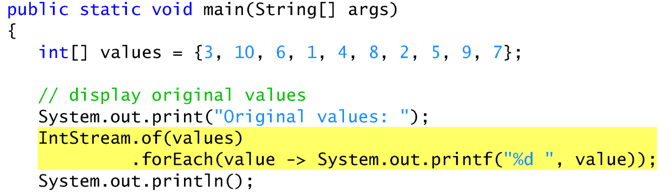 public static void main(String[] args)
{
int[] values = {3, 10, 6, 1, 4, 8, 2, 5, 9, 7};
// display original values
System.out.print("Original values: ");
IntStream.of(values)
.forEach(value -> System.out.printf("%d ", value));
System.out.println();